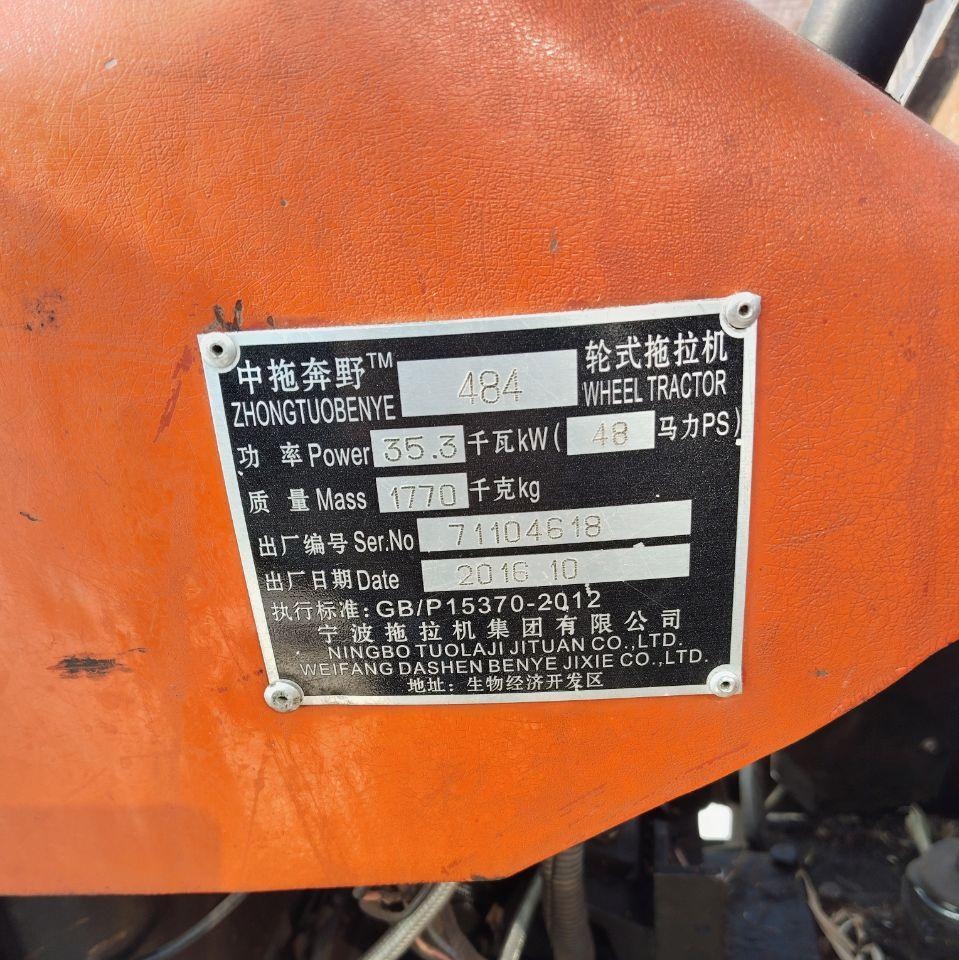 中拖奔野™ 484 轮式拖拉机
ZHONGTUOBENYE WHEEL TRACTOR
功率 Power 35.3 千瓦kW( 48 马力PS)
质量 Mass 1770 千克kg
出厂编号 Ser.No 71104618
出厂日期 Date 2016.10
执行标准: GB/P15370-2012
宁波拖拉机集团有限公司
NINGBO TUOLAJI JITUAN CO.,LTD.
WEIFANG DASHEN BENYE JIXIE CO.,LTD.
地址: 生物经济开发区